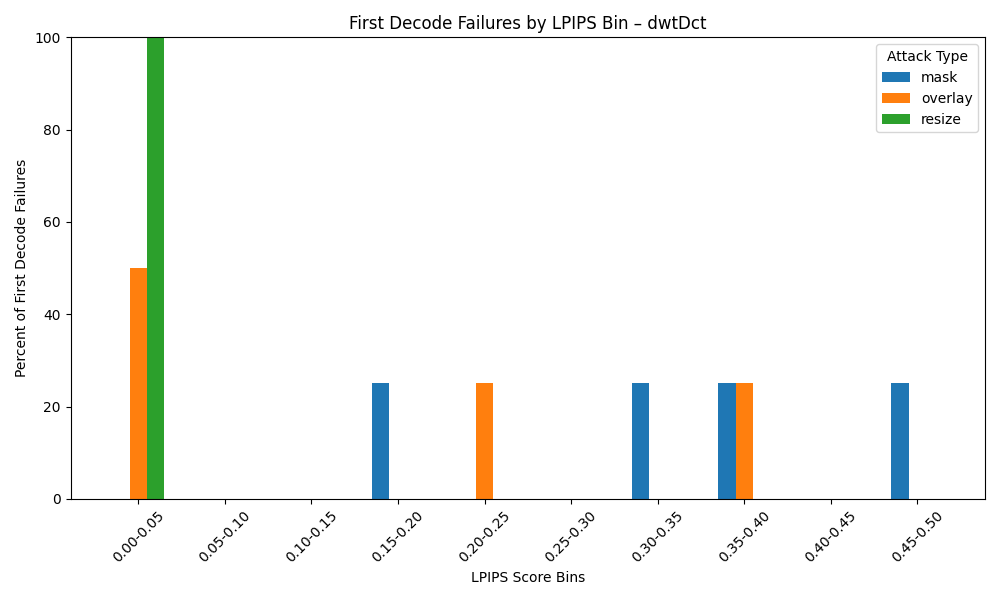 First Decode Failures by LPIPS Bin – dwtDct
Attack Type
mask
overlay
resize
Percent of First Decode Failures
100
80
60
40
20
0
0.00-0.05
0.05-0.10
0.10-0.15
0.15-0.20
0.20-0.25
0.25-0.30
0.30-0.35
0.35-0.40
0.40-0.45
0.45-0.50
LPIPS Score Bins